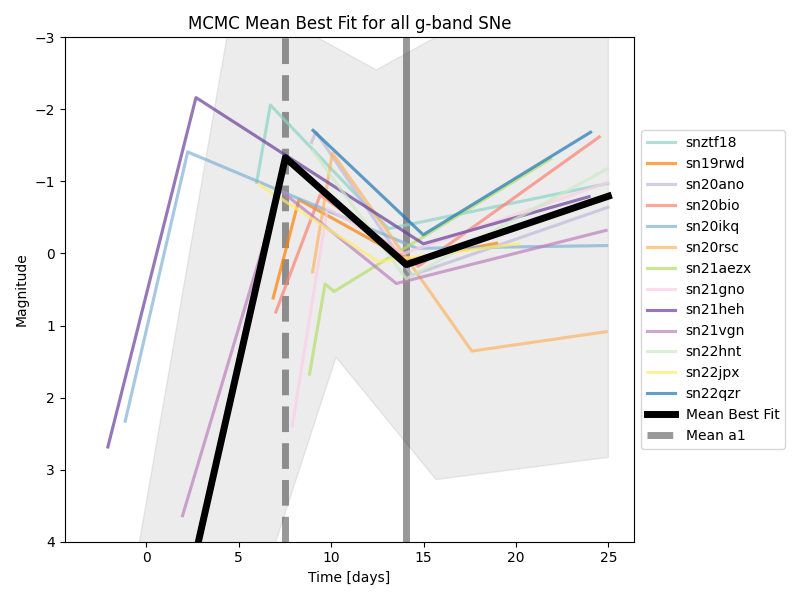 MCMC Mean Best Fit for all g-band SNe
−3
−2
−1
0
1
2
3
4
Magnitude
0
5
10
15
20
25
Time [days]
snztf18
sn19rwd
sn20ano
sn20bio
sn20ikq
sn20rsc
sn21aezx
sn21gno
sn21heh
sn21vgn
sn22hnt
sn22jpx
sn22qzr
Mean Best Fit
Mean a1